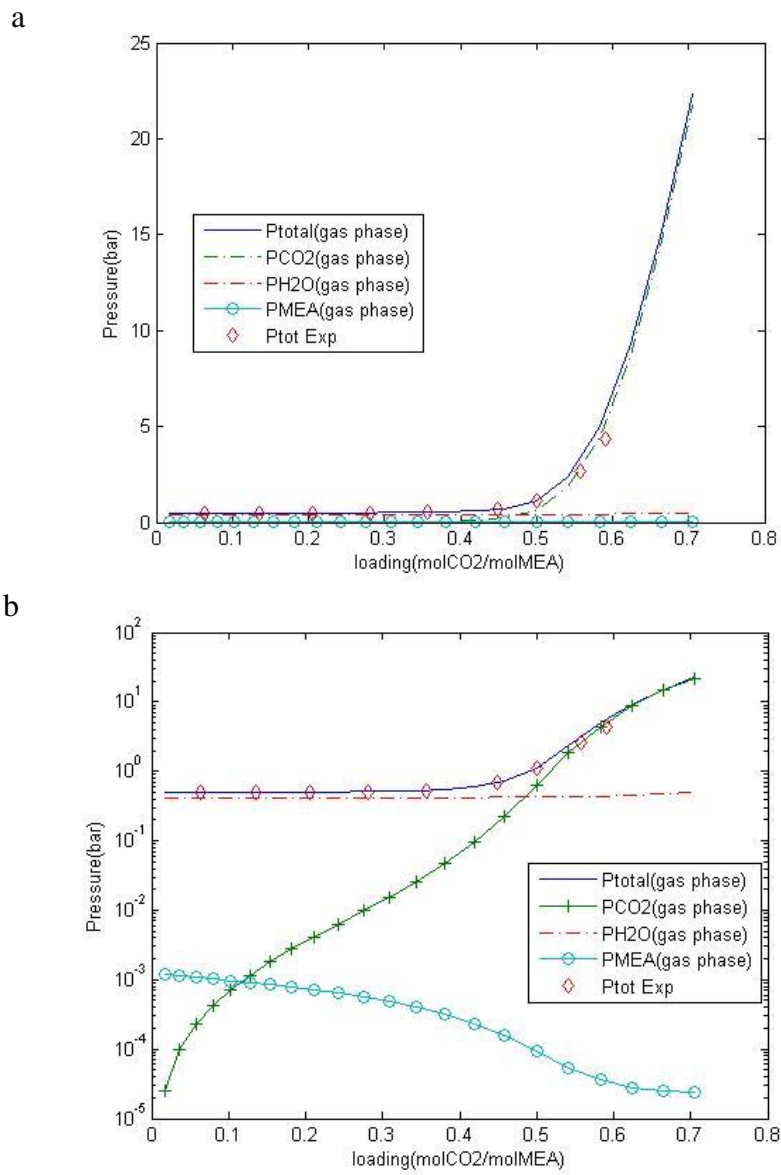 a
25
20
15
10
5
0
Pressure(bar)
Ptotal(gas phase)
PCO2(gas phase)
PH2O(gas phase)
PMEA(gas phase)
Ptot Exp
0 0.1 0.2 0.3 0.4 0.5 0.6 0.7 0.8
loading(molCO2/molMEA)
b
10^2
10^1
10^0
10^-1
10^-2
10^-3
10^-4
10^-5
Pressure(bar)
Ptotal(gas phase)
PCO2(gas phase)
PH2O(gas phase)
PMEA(gas phase)
Ptot Exp
0 0.1 0.2 0.3 0.4 0.5 0.6 0.7 0.8
loading(molCO2/molMEA)